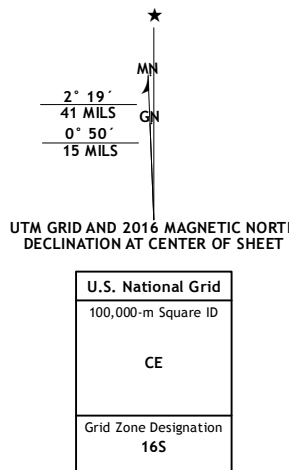 ★
MN
2° 19´
41 MILS
GN
0° 50´
15 MILS
UTM GRID AND 2016 MAGNETIC NORTH
DECLINATION AT CENTER OF SHEET
U.S. National Grid
100,000-m Square ID
CE
Grid Zone Designation
16S